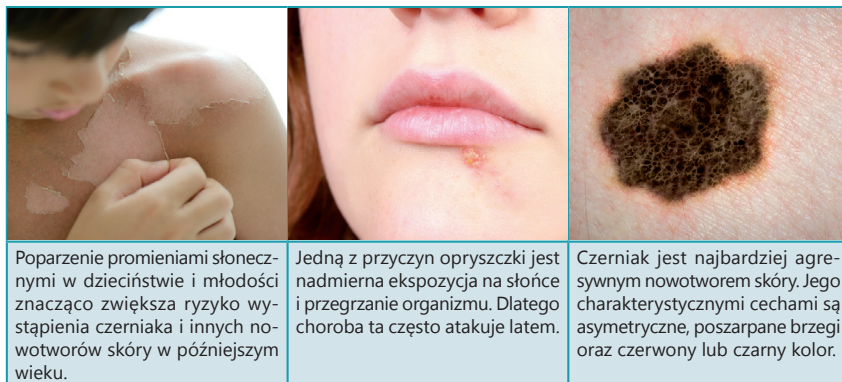 Poparzenie promieniami słonecz-
nymi w dzieciństwie i młodości
znacząco zwiększa ryzyko wy-
stąpienia czerniaka i innych no-
wotworów skóry w późniejszym
wieku.
Jedną z przyczyn opryszczki jest
nadmierna ekspozycja na słońce
i przegrzanie organizmu. Dlatego
choroba ta często atakuje latem.
Czerniak jest najbardziej agre-
sywnym nowotworem skóry. Jego
charakterystycznymi cechami są
asymetryczne, poszarpane brzegi
oraz czerwony lub czarny kolor.